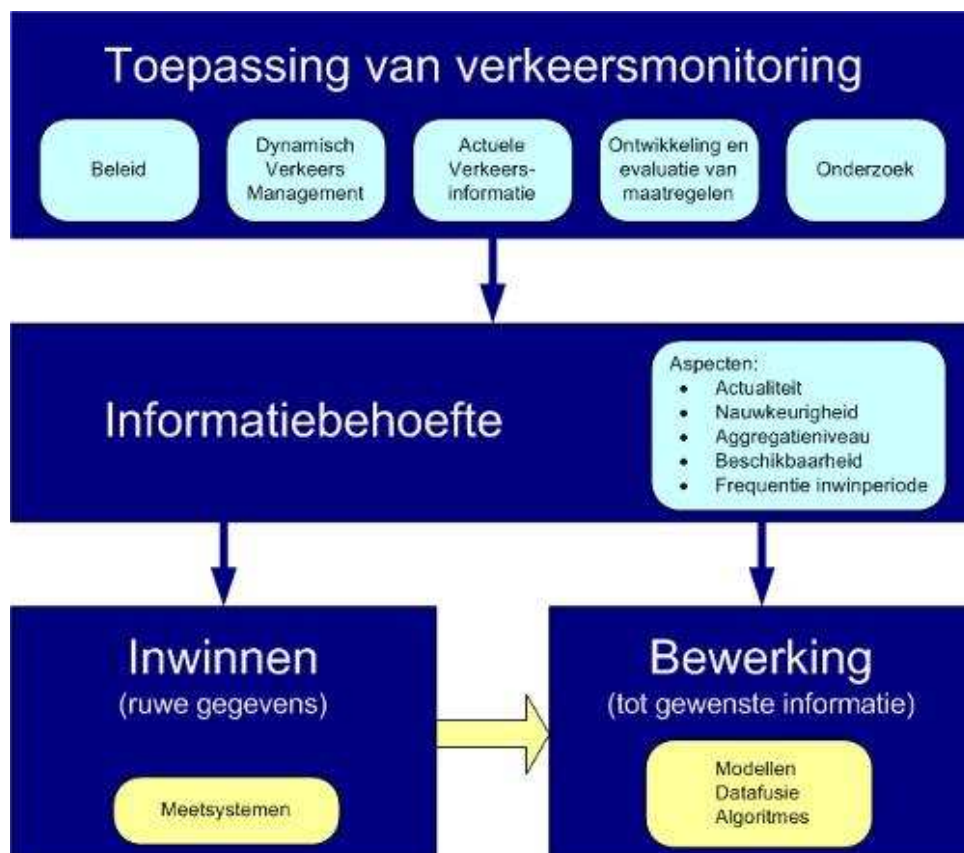 Toepassing van verkeersmonitoring
Beleid
Dynamisch
Verkeers
Management
Actuele
Verkeers-
informatie
Ontwikkeling en
evaluatie van
maatregelen
Onderzoek
Informatiebehoefte
Aspecten:
• Actualiteit
• Nauwkeurigheid
• Aggregatieniveau
• Beschikbaarheid
• Frequentie inwinperiode
Inwinnen
(ruwe gegevens)
Meetsystemen
Bewerking
(tot gewenste informatie)
Modellen
Datafusie
Algoritmes